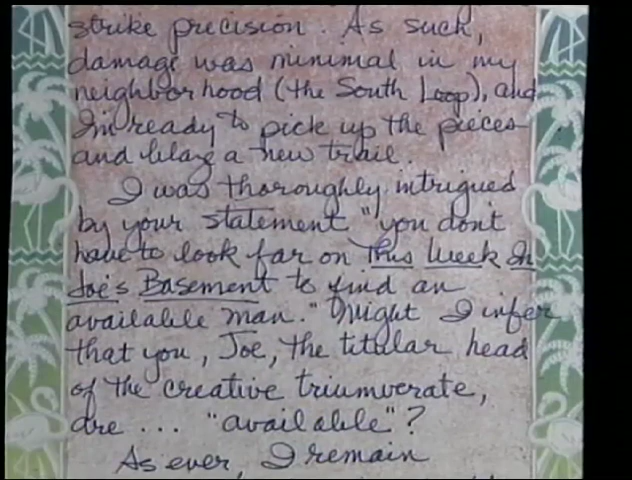 strike precision. As such,
damage was minimal in my
neighborhood (the South Loop), and
I'm ready to pick up the pieces
and blaze a new trail.
I was thoroughly intrigued
by your statement "you don't
have to look far on This Week In
Joe's Basement to find an
available man." Might I infer
that you, Joe, the titular head
of the creative triumverate,
are ... "available"?
As ever, I remain